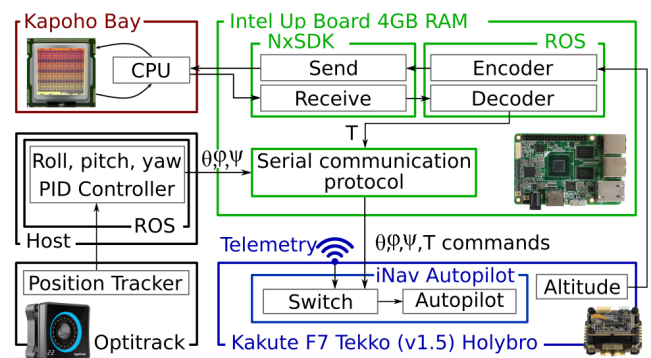 Kapoho Bay
CPU
Intel Up Board 4GB RAM
NxSDK
ROS
Send
Encoder
Receive
Decoder
T
Roll, pitch, yaw
PID Controller
ROS
Host
θ,φ,ψ
Serial communication
protocol
Telemetry
θ,φ,ψ,T commands
Position Tracker
Optitrack
iNav Autopilot
Switch
Autopilot
Altitude
Kakute F7 Tekko (v1.5) Holybro